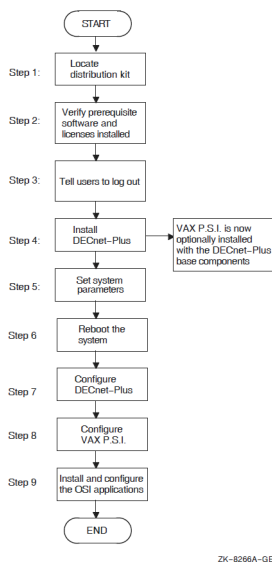 START
Step 1:
Locate
distribution kit
Step 2:
Verify prerequisite
software and
licenses installed
Step 3:
Tell users to log out
Step 4:
Install
DECnet-Plus
VAX P.S.I. is now
optionally installed
with the DECnet-Plus
base components
Step 5:
Set system
parameters
Step 6
Reboot the
system
Step 7
Configure
DECnet-Plus
Step 8
Configure
VAX P.S.I.
Step 9
Install and configure
the OSI applications
END
ZK-8266A-GE